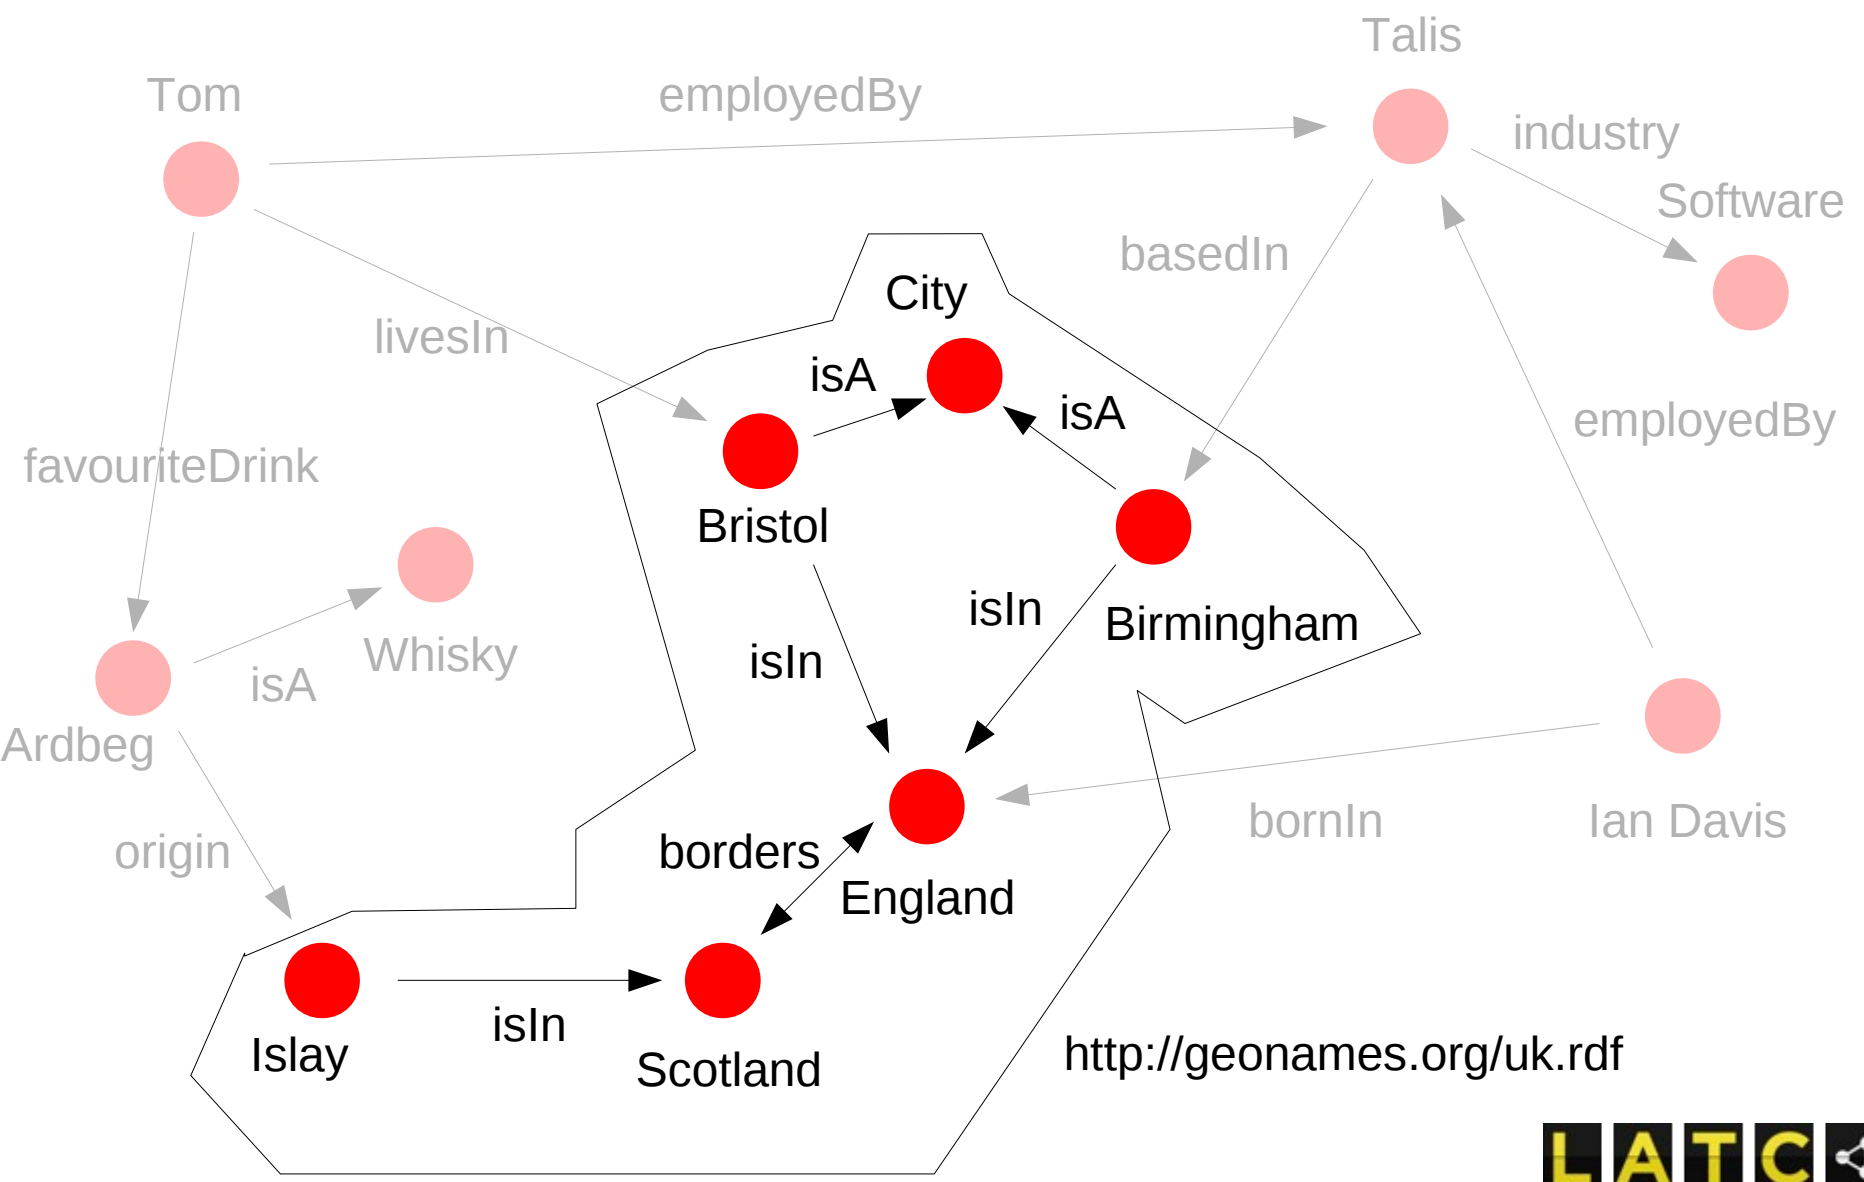 Talis
Tom
employedBy
industry
Software
basedIn
City
livesIn
isA
isA
employedBy
favouriteDrink
Bristol
isIn
Birmingham
Whisky
isIn
isA
Ardbeg
bornIn
Ian Davis
origin
borders
England
isIn
Islay
Scotland
http://geonames.org/uk.rdf
LATC